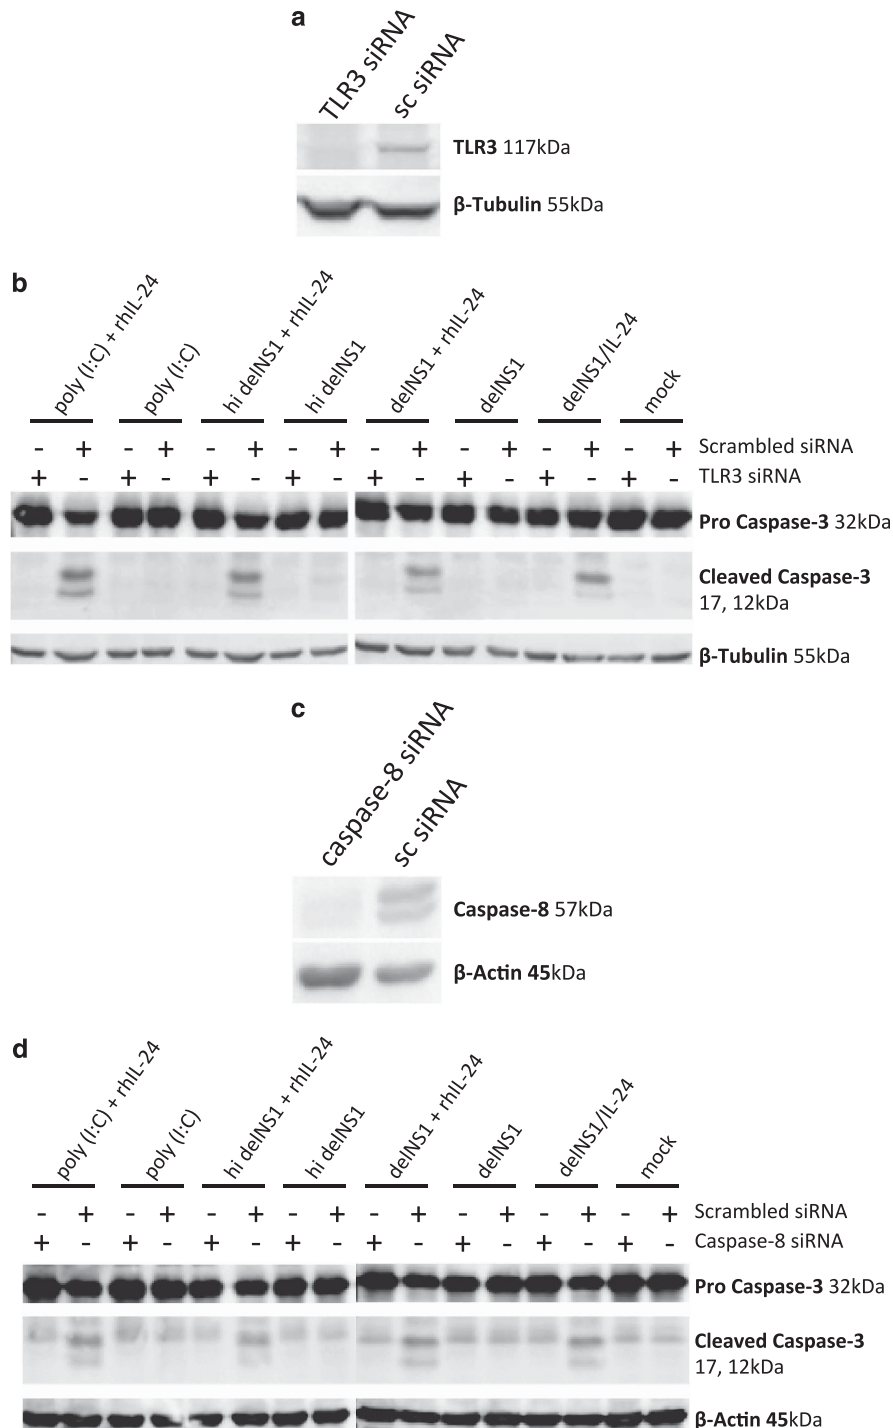 a
TLR3 siRNA
sc siRNA
TLR3 117kDa
β-Tubulin 55kDa
b
poly (I:C) + rhIL-24
poly (I:C)
hi delNS1 + rhIL-24
hi delNS1
delNS1 + rhIL-24
delNS1
delNS1/IL-24
mock
- + - + - + - + - + - + - + - + Scrambled siRNA
+ - + - + - + - + - + - + - + - TLR3 siRNA
Pro Caspase-3 32kDa
Cleaved Caspase-3
17, 12kDa
β-Tubulin 55kDa
c
caspase-8 siRNA
sc siRNA
Caspase-8 57kDa
β-Actin 45kDa
d
poly (I:C) + rhIL-24
poly (I:C)
hi delNS1 + rhIL-24
hi delNS1
delNS1 + rhIL-24
delNS1
delNS1/IL-24
mock
- + - + - + - + - + - + - + - + Scrambled siRNA
+ - + - + - + - + - + - + - + - Caspase-8 siRNA
Pro Caspase-3 32kDa
Cleaved Caspase-3
17, 12kDa
β-Actin 45kDa